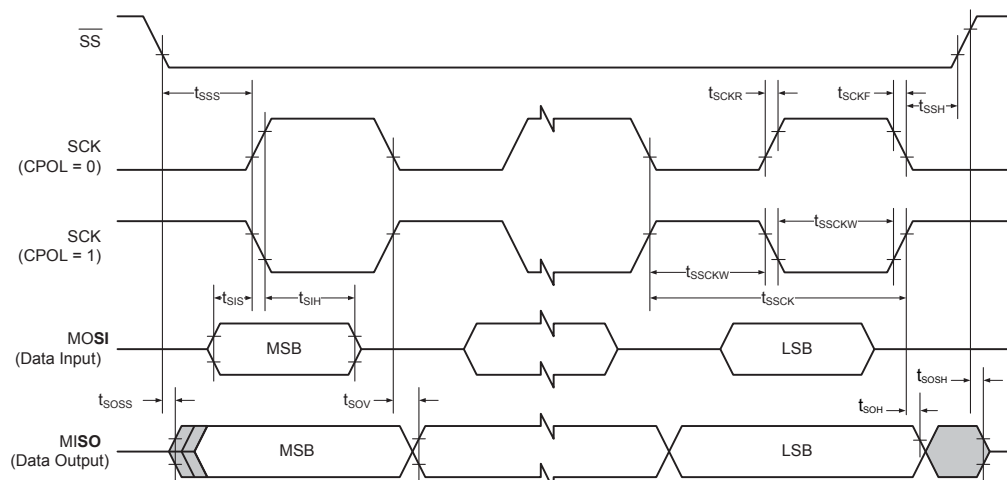 SS
tSSS
tSCKR
tSCKF
tSSH
SCK
(CPOL = 0)
SCK
(CPOL = 1)
tSSCKW
tSSCKW
tSSCK
tSIS
tSIH
MOSI
(Data Input)
MSB
LSB
tSOSS
tSOV
tSOH
tSOSH
MISO
(Data Output)
MSB
LSB